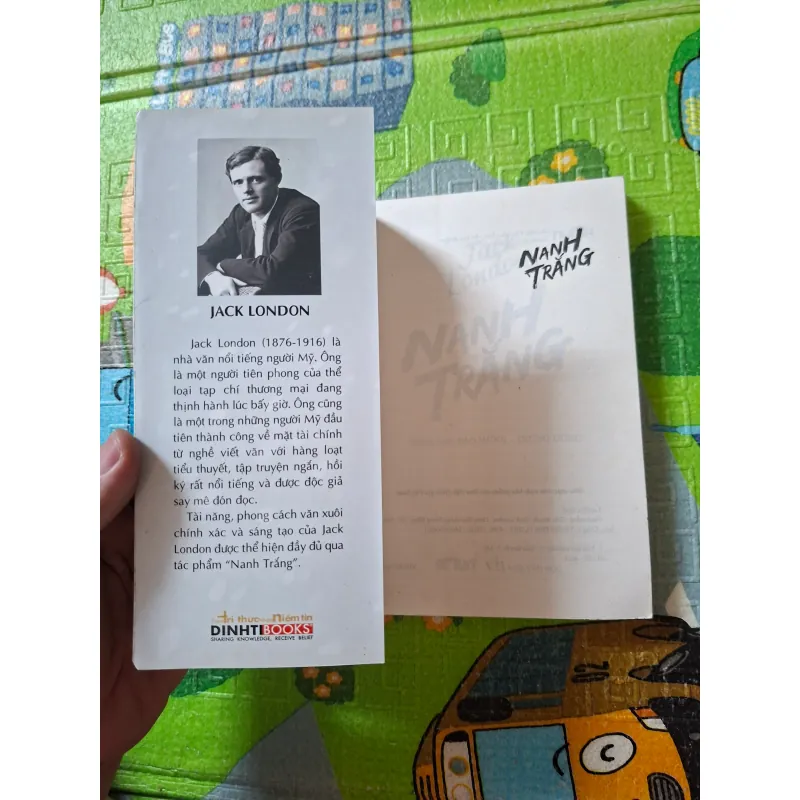 JACK LONDON
Jack London (1876-1916) là
nhà văn nổi tiếng người Mỹ. Ông
là một người tiên phong của thể
loại tạp chí thương mại đang
thịnh hành lúc bấy giờ. Ông cũng
là một trong những người Mỹ đầu
tiên thành công về mặt tài chính
từ nghề viết văn với hàng loạt
tiểu thuyết, tập truyện ngắn, hồi
ký rất nổi tiếng và được độc giả
say mê đón đọc.
Tài năng, phong cách văn xuôi
chính xác và sáng tạo của Jack
London được thể hiện đầy đủ qua
tác phẩm “Nanh Trắng”.
tri thức niềm tin
DINHTIBOOKS
SHARING KNOWLEDGE, RECEIVE BELIEF
NANH
TRẮNG
NANH
TRẮNG